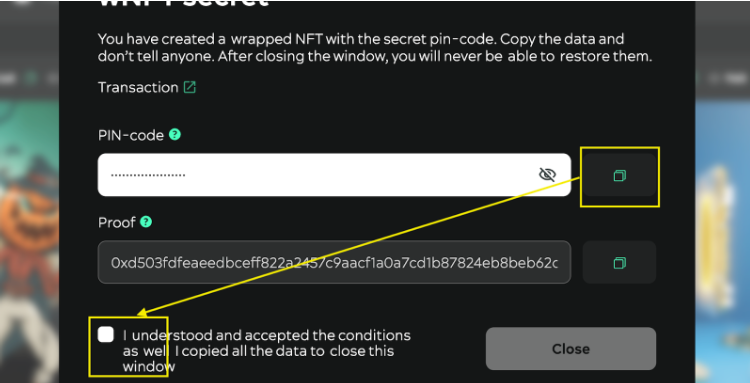 wNFT secret
You have created a wrapped NFT with the secret pin-code. Copy the data and
don't tell anyone. After closing the window, you will never be able to restore them.
Transaction
PIN-code ?
Proof ?
0xd503fdfeaeedbceff822a2457c9aacf1a0a7cd1b87824eb8beb62c
I understood and accepted the conditions
as well I copied all the data to close this
window
Close